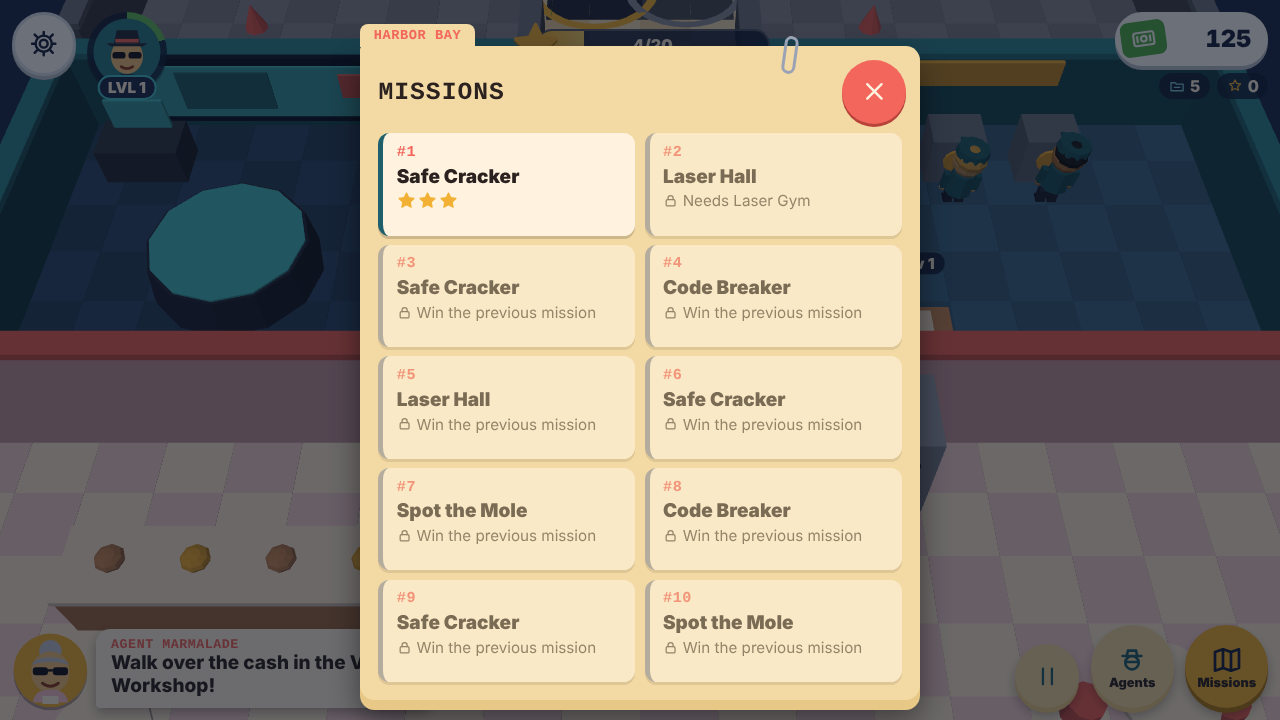 HARBOR BAY
MISSIONS
#1
Safe Cracker
#2
Laser Hall
Needs Laser Gym
#3
Safe Cracker
Win the previous mission
#4
Code Breaker
Win the previous mission
#5
Laser Hall
Win the previous mission
#6
Safe Cracker
Win the previous mission
#7
Spot the Mole
Win the previous mission
#8
Code Breaker
Win the previous mission
#9
Safe Cracker
Win the previous mission
#10
Spot the Mole
Win the previous mission
LVL 1
4/20
125
5
0
1
AGENT MARMALADE
Walk over the cash in the
Workshop!
Agents
Missions